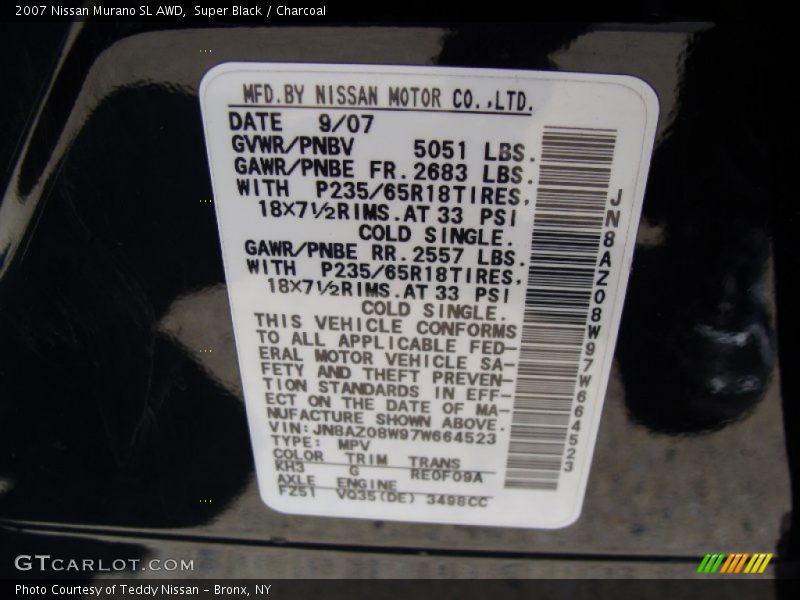 2007 Nissan Murano SL AWD,  Super Black / Charcoal
MFD.BY NISSAN MOTOR CO.,LTD.
DATE 9/07
GVWR/PNBV 5051 LBS.
GAWR/PNBE FR. 2683 LBS.
WITH P235/65R18TIRES,
18×7½RIMS.AT 33 PSI
COLD SINGLE.
GAWR/PNBE RR. 2557 LBS.
WITH P235/65R18TIRES,
18×7½RIMS.AT 33 PSI
COLD SINGLE.
THIS VEHICLE CONFORMS
TO ALL APPLICABLE FED-
ERAL MOTOR VEHICLE SA-
FETY AND THEFT PREVEN-
TION STANDARDS IN EFF-
ECT ON THE DATE OF MA-
NUFACTURE SHOWN ABOVE.
VIN: JN8AZ08W97W664523
TYPE: MPV
COLOR TRIM TRANS
KH3 G RE0F09A
AXLE ENGINE
FZ51 VQ35(DE) 3498CC
JN8AZ08W97W664523
GTCARLOT.COM
Photo Courtesy of Teddy Nissan - Bronx, NY